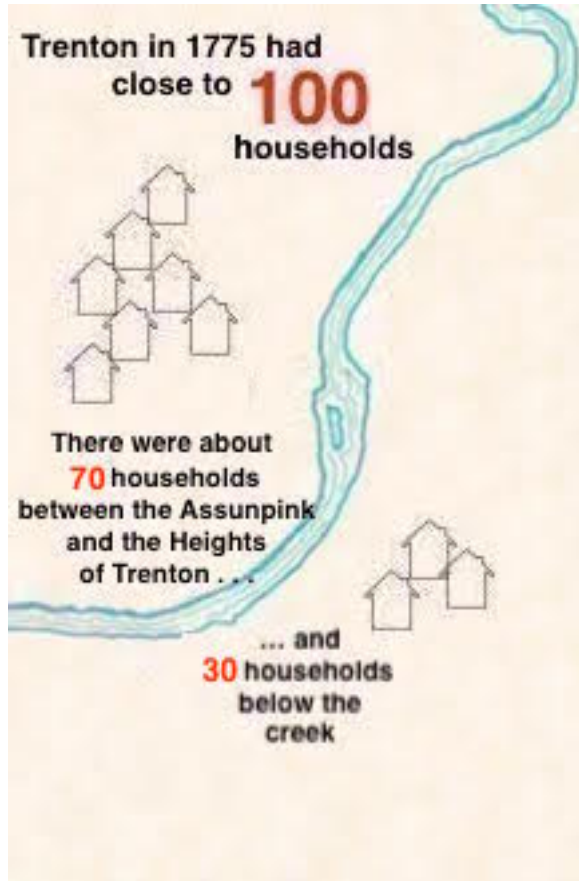 Trenton in 1775 had
close to 100
households
There were about
70 households
between the Assunpink
and the Heights
of Trenton . . .
... and
30 households
below the
creek